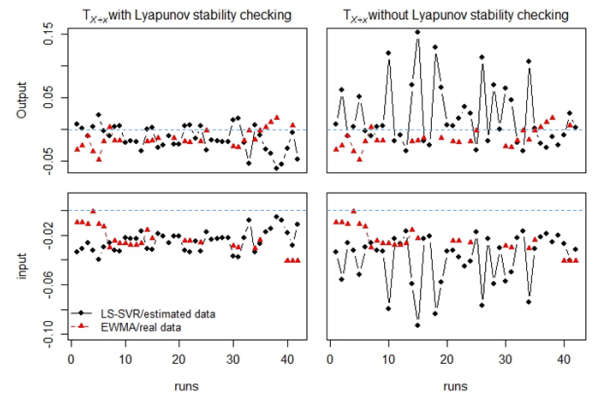 T X+x with Lyapunov stability checking
T X+x without Lyapunov stability checking
Output
0.15
0.05
-0.05
input
-0.02
-0.06
-0.10
LS-SVR/estimated data
EWMA/real data
0 10 20 30 40
0 10 20 30 40
runs
runs